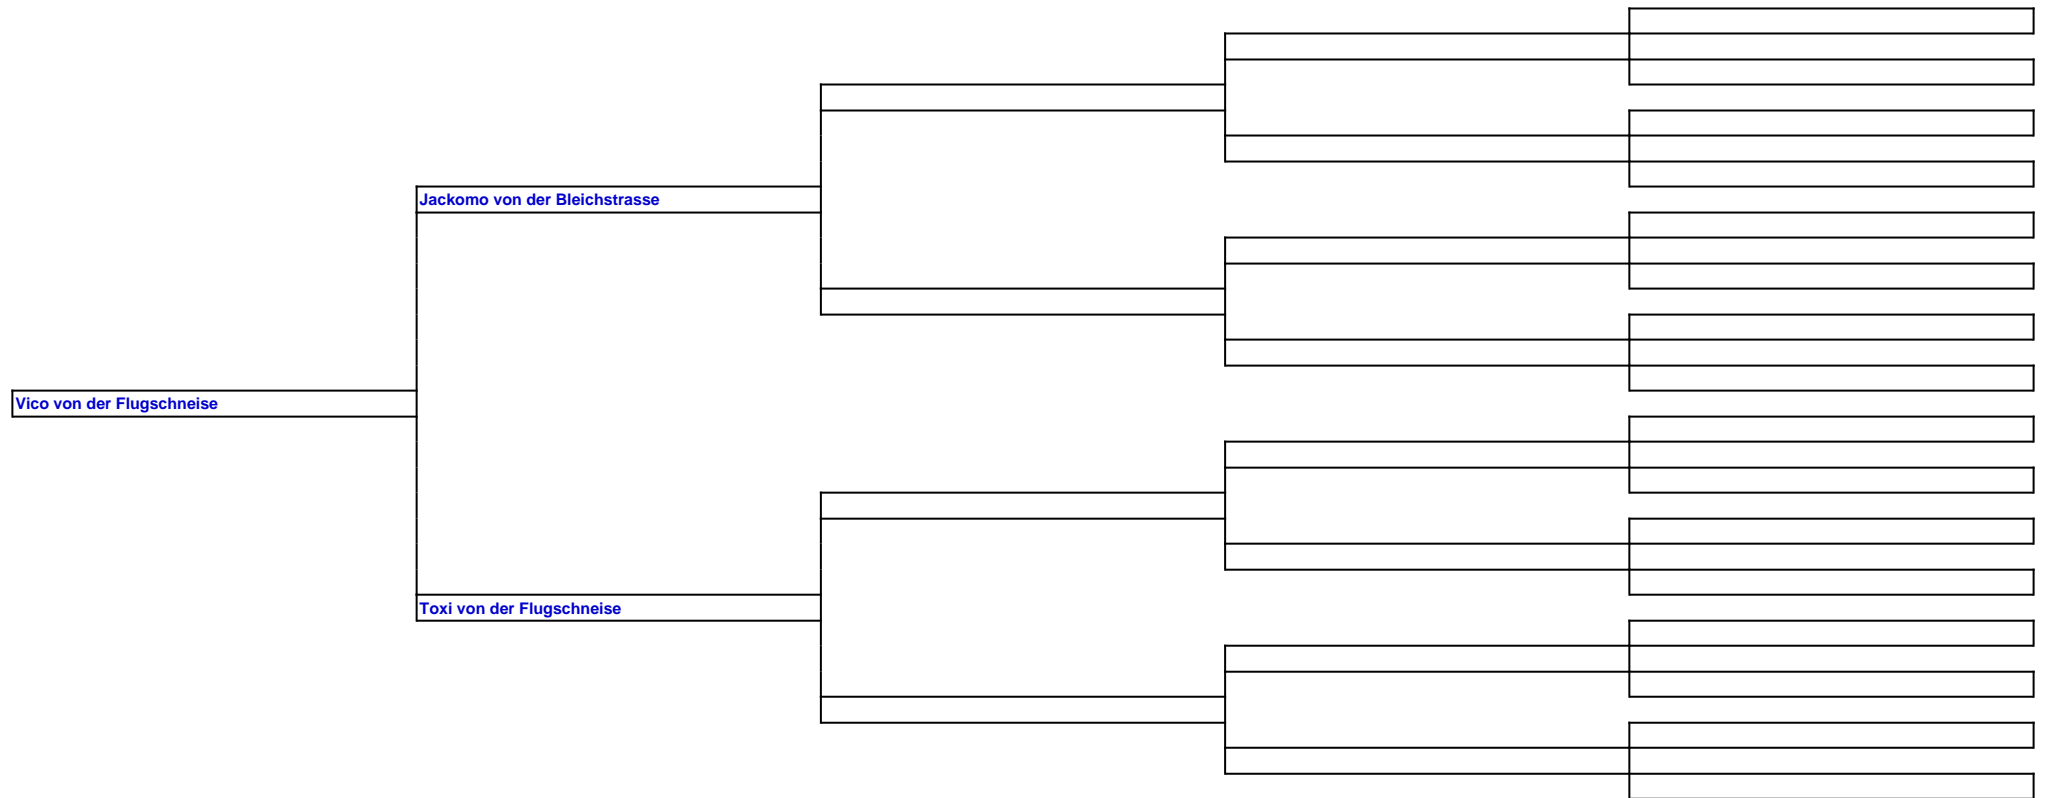 Jackomo von der Bleichstrasse
Vico von der Flugschneise
Toxi von der Flugschneise